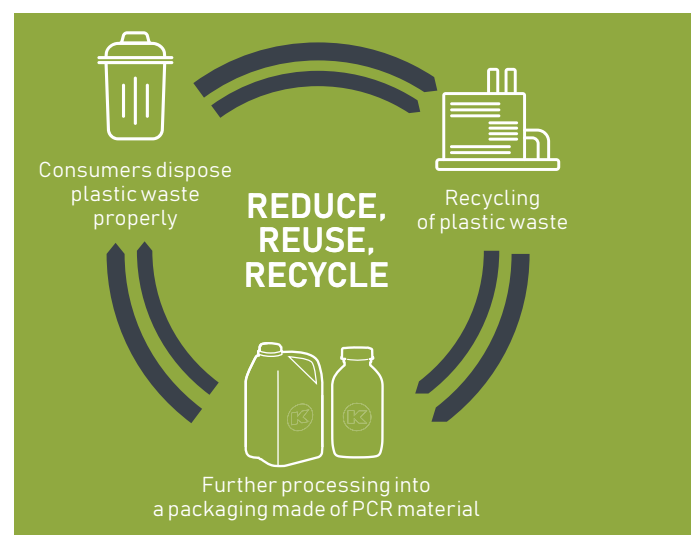 Consumers dispose
plastic waste
properly
REDUCE,
REUSE,
RECYCLE
Recycling
of plastic waste
K
K
Further processing into
a packaging made of PCR material